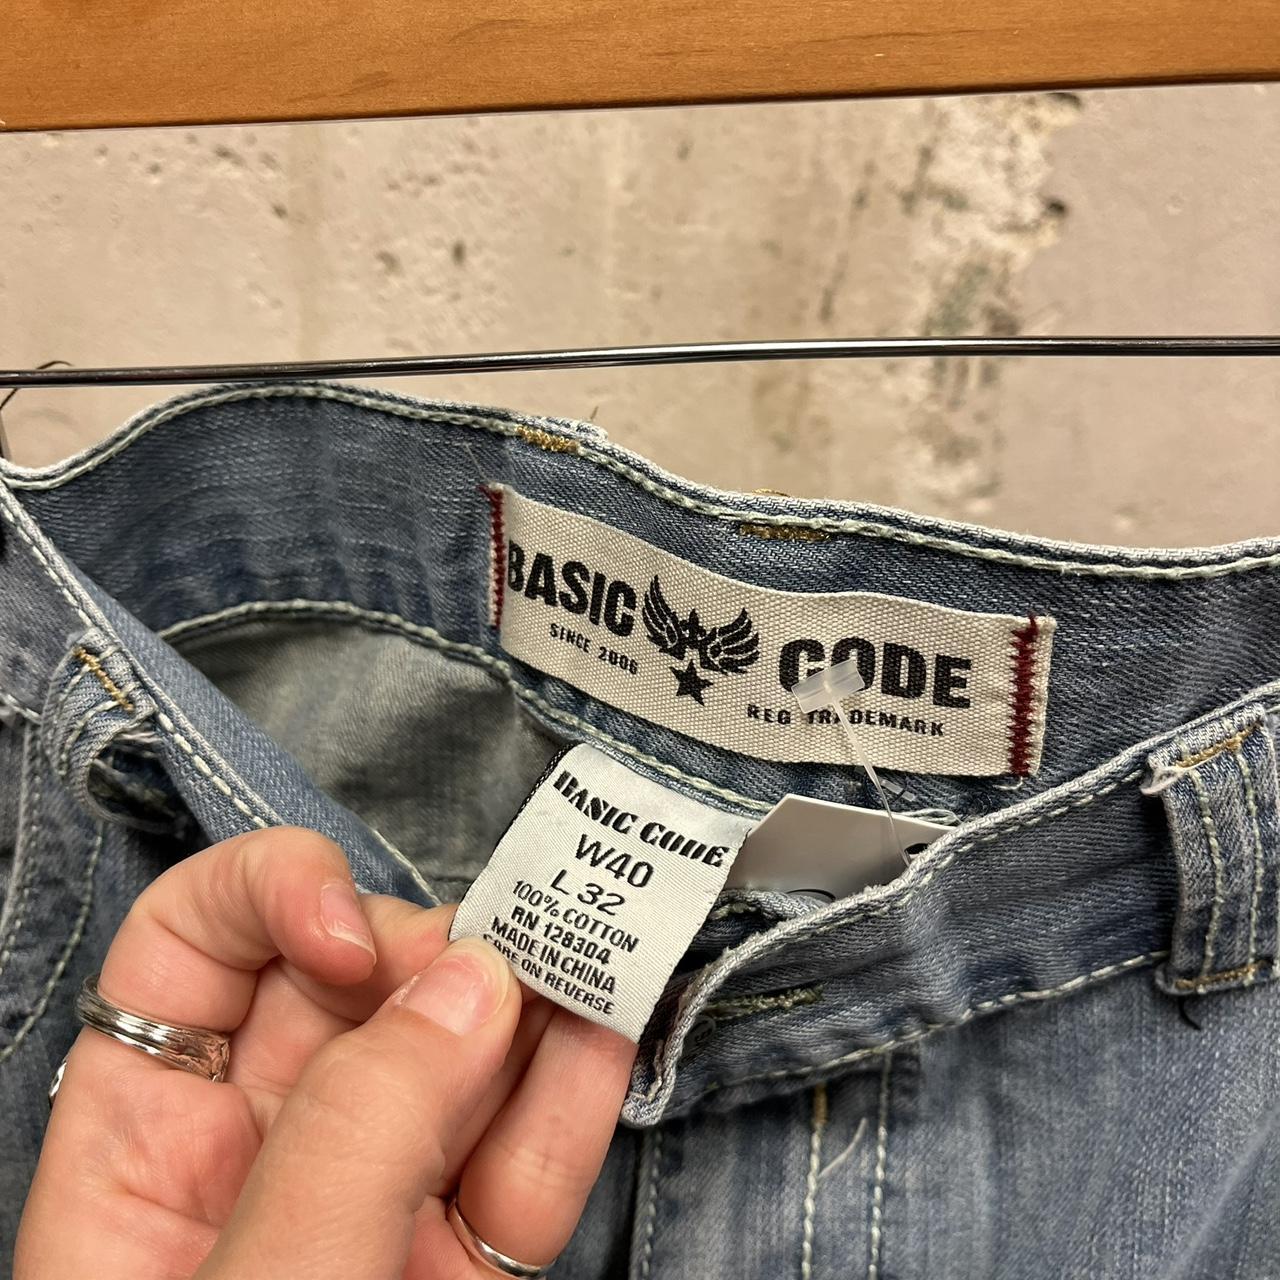 BASIC CODE
SINCE 2006
REG TRADEMARK
BASIC CODE
W40
L 32
100% COTTON
RN 128304
MADE IN CHINA
CARE ON REVERSE